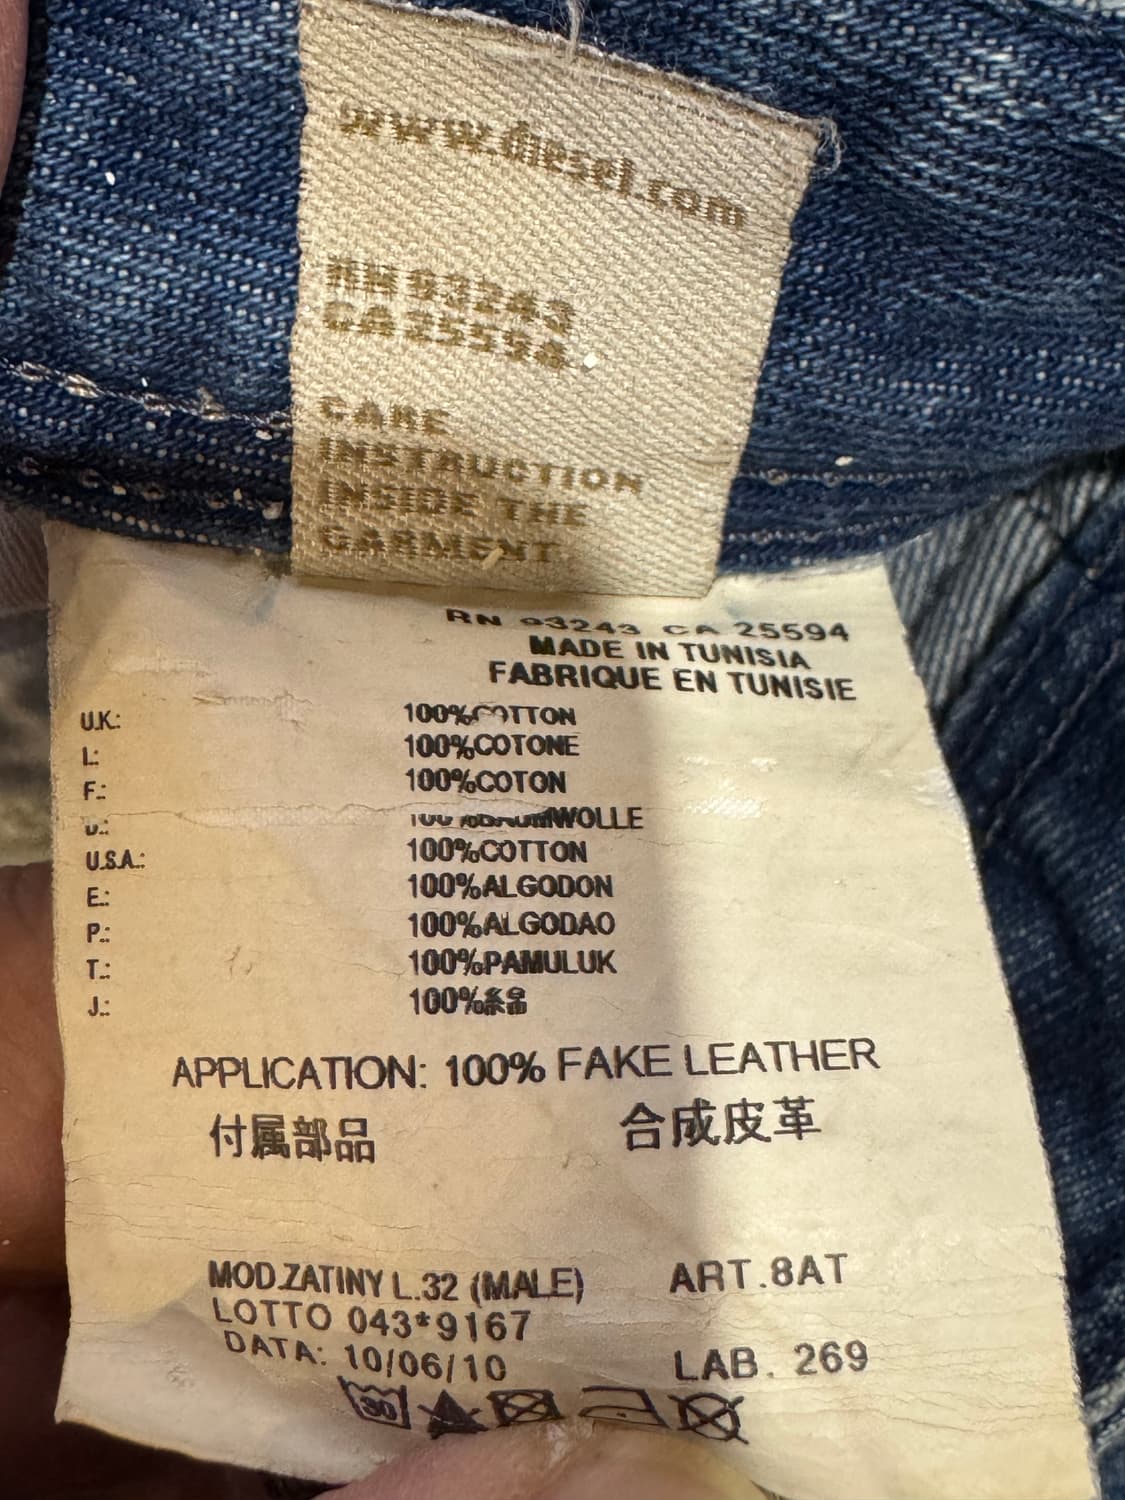 www.diesel.com
RN 93243
CA 25594
CARE
INSTRUCTION
INSIDE THE
GARMENT
RN 93243 CA 25594
MADE IN TUNISIA
FABRIQUE EN TUNISIE
U.K.: 100%COTTON
I.: 100%COTONE
F.: 100%COTON
D.: 100%BAUMWOLLE
U.S.A.: 100%COTTON
E.: 100%ALGODON
P.: 100%ALGODAO
T.: 100%PAMULUK
J.: 100%
APPLICATION: 100% FAKE LEATHER
付属部品 合成皮革
MOD.ZATINY L.32 (MALE) ART.8AT
LOTTO 043*9167
DATA: 10/06/10 LAB. 269
30